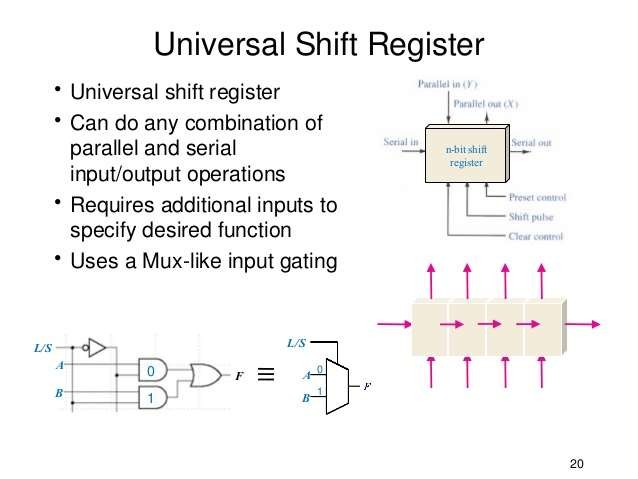 Universal Shift Register
• Universal shift register
• Can do any combination of
parallel and serial
input/output operations
• Requires additional inputs to
specify desired function
• Uses a Mux-like input gating
Parallel in (Y)
Parallel out (X)
Serial in
n-bit shift
register
Serial out
Preset control
Shift pulse
Clear control
L/S
A
B
0
1
F
≡
L/S
A
0
B
1
F
20